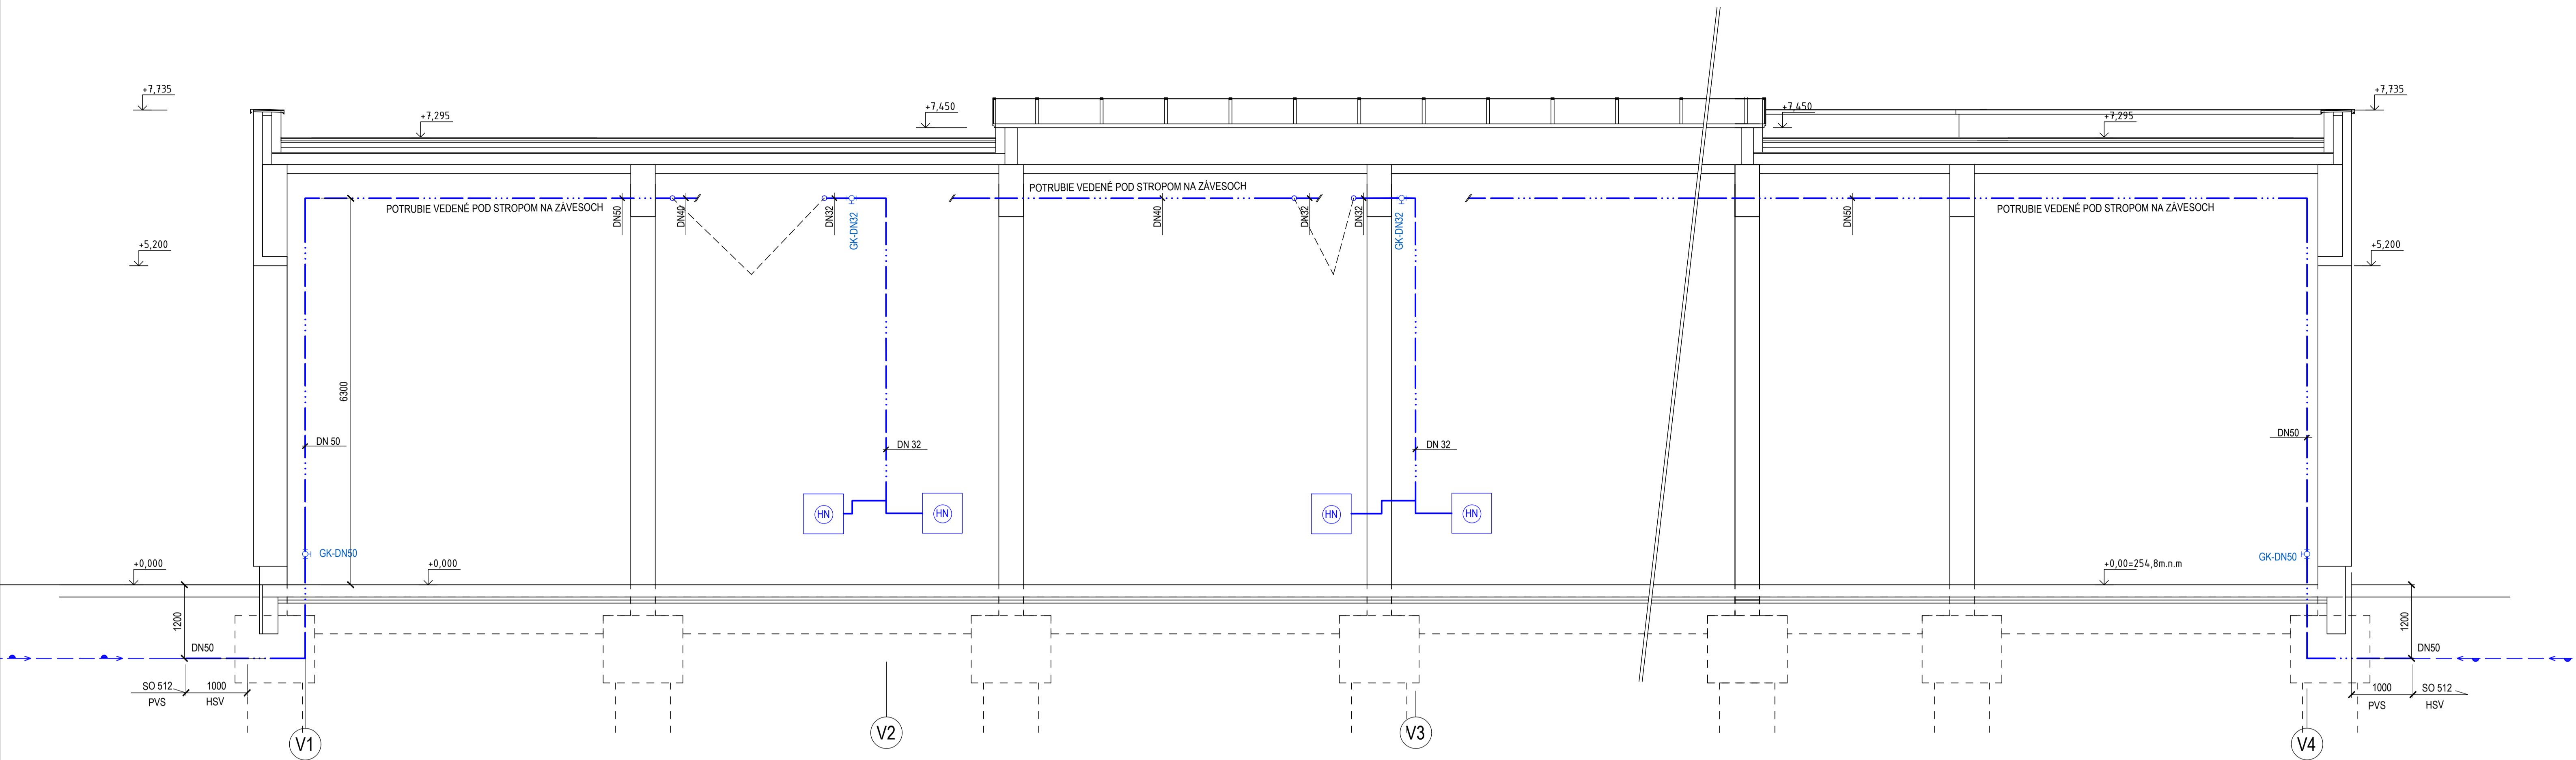 +7,735
+7,295
+7,450
+7,450
+7,295
+7,735
POTRUBIE VEDENÉ POD STROPOM NA ZÁVESOCH
DN50
DN40
DN32
GK-DN32
POTRUBIE VEDENÉ POD STROPOM NA ZÁVESOCH
DN40
DN32
DN32
GK-DN32
DN50
POTRUBIE VEDENÉ POD STROPOM NA ZÁVESOCH
+5,200
+5,200
6300
DN 50
DN 32
DN 32
DN50
HN
HN
HN
HN
GK-DN50
GK-DN50
+0,000
+0,000
+0,00=254,8m.n.m
1200
1200
DN50
DN50
SO 512
1000
PVS
HSV
1000
SO 512
PVS
HSV
V1
V2
V3
V4